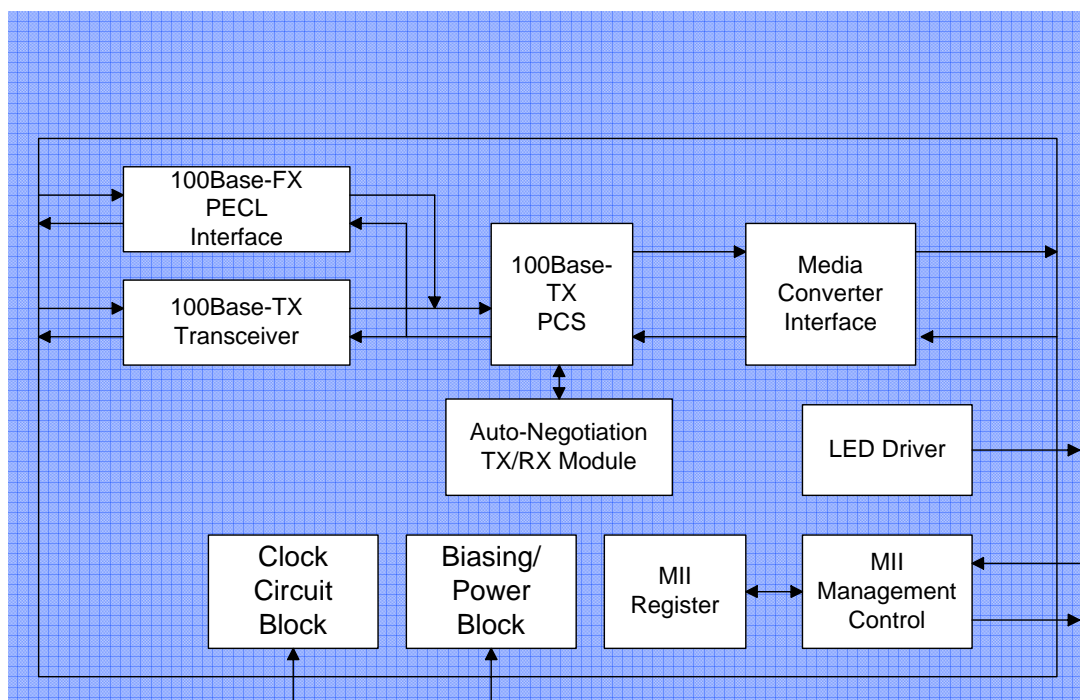 100Base-FX
PECL
Interface
100Base-TX
Transceiver
100Base-
TX
PCS
Media
Converter
Interface
Auto-Negotiation
TX/RX Module
LED Driver
Clock
Circuit
Block
Biasing/
Power
Block
MII
Register
MII
Management
Control